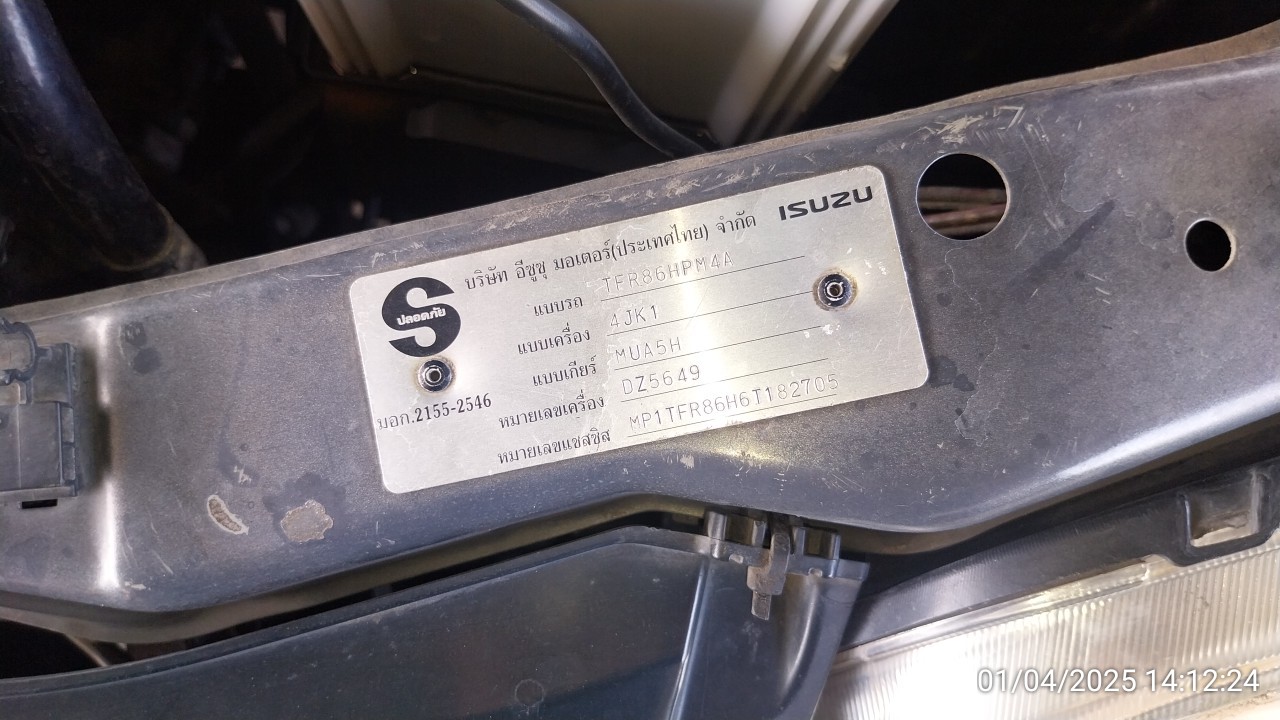 บริษัท อีซูซุ มอเตอร์(ประเทศไทย) จำกัด ISUZU
ปลอดภัย
แบบรถ TFR86HPM4A
แบบเครื่อง 4JK1
แบบเกียร์ MUA5H
หมายเลขเครื่อง DZ5649
หมายเลขแชสซิส MP1TFR86H6T182705
มอก.2155-2546
01/04/2025 14:12:24